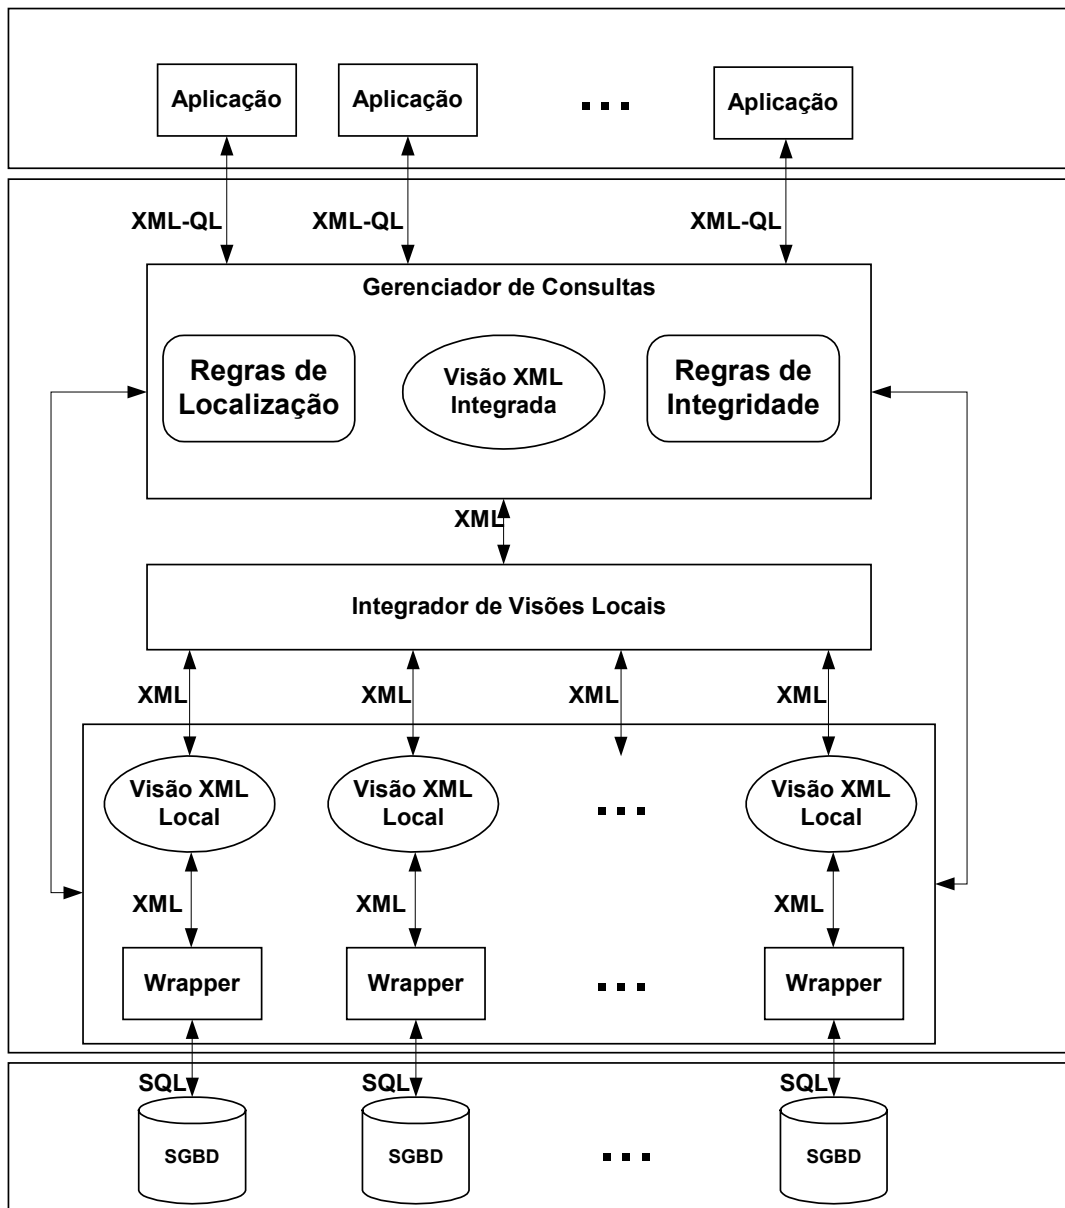 Aplicação
Aplicação
Aplicação
XML-QL
XML-QL
XML-QL
Gerenciador de Consultas
Regras de
Localização
Visão XML
Integrada
Regras de
Integridade
XML
Integrador de Visões Locais
XML
XML
XML
XML
Visão XML
Local
Visão XML
Local
Visão XML
Local
XML
XML
XML
Wrapper
Wrapper
Wrapper
SQL
SQL
SQL
SGBD
SGBD
SGBD